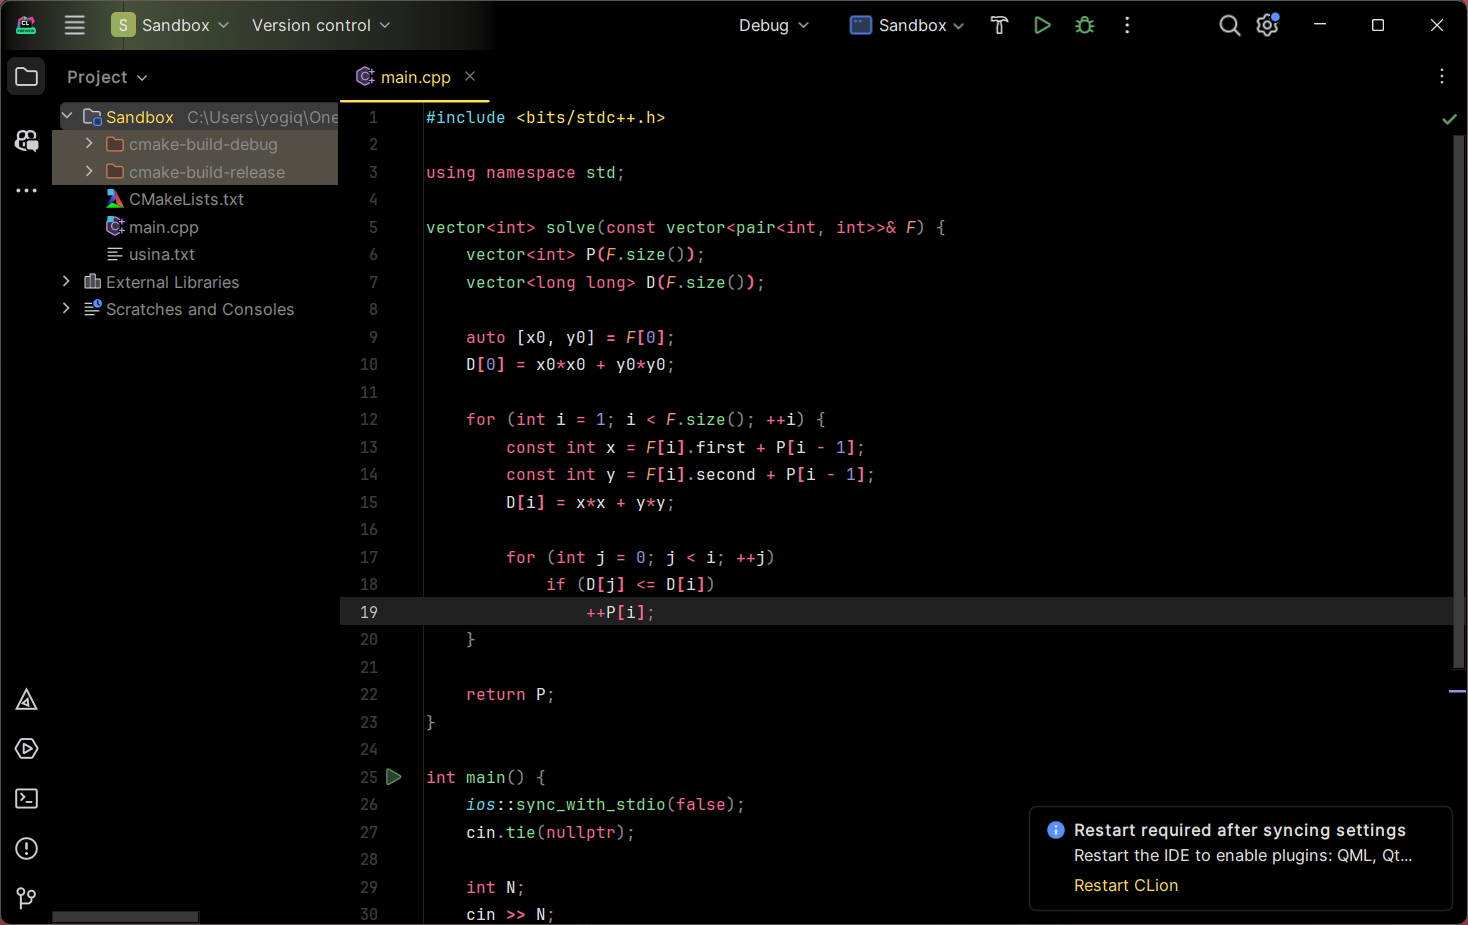 S Sandbox Version control Debug Sandbox
Project
main.cpp
Sandbox C:\Users\yogiq\One
cmake-build-debug
cmake-build-release
CMakeLists.txt
main.cpp
usina.txt
External Libraries
Scratches and Consoles
1 #include <bits/stdc++.h>
2
3 using namespace std;
4
5 vector<int> solve(const vector<pair<int, int>>& F) {
6 vector<int> P(F.size());
7 vector<long long> D(F.size());
8
9 auto [x0, y0] = F[0];
10 D[0] = x0*x0 + y0*y0;
11
12 for (int i = 1; i < F.size(); ++i) {
13 const int x = F[i].first + P[i - 1];
14 const int y = F[i].second + P[i - 1];
15 D[i] = x*x + y*y;
16
17 for (int j = 0; j < i; ++j)
18 if (D[j] <= D[i])
19 ++P[i];
20 }
21
22 return P;
23 }
24
25 int main() {
26 ios::sync_with_stdio(false);
27 cin.tie(nullptr);
28
29 int N;
30 cin >> N;
Restart required after syncing settings
Restart the IDE to enable plugins: QML, Qt...
Restart CLion